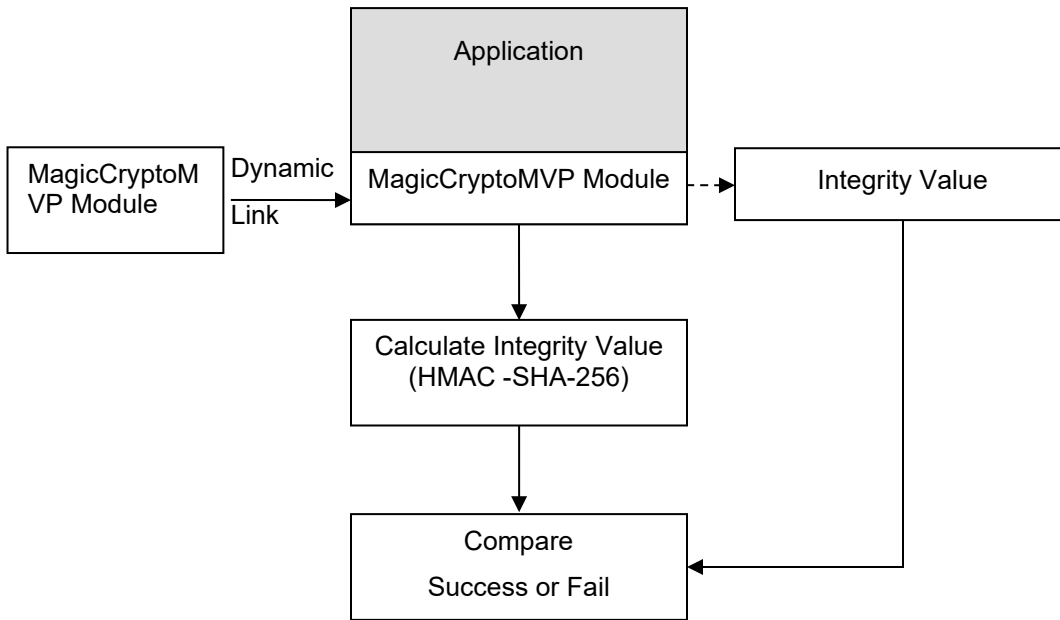 Application
MagicCryptoM
VP Module
Dynamic
Link
MagicCryptoMVP Module
Integrity Value
Calculate Integrity Value
(HMAC -SHA-256)
Compare
Success or Fail